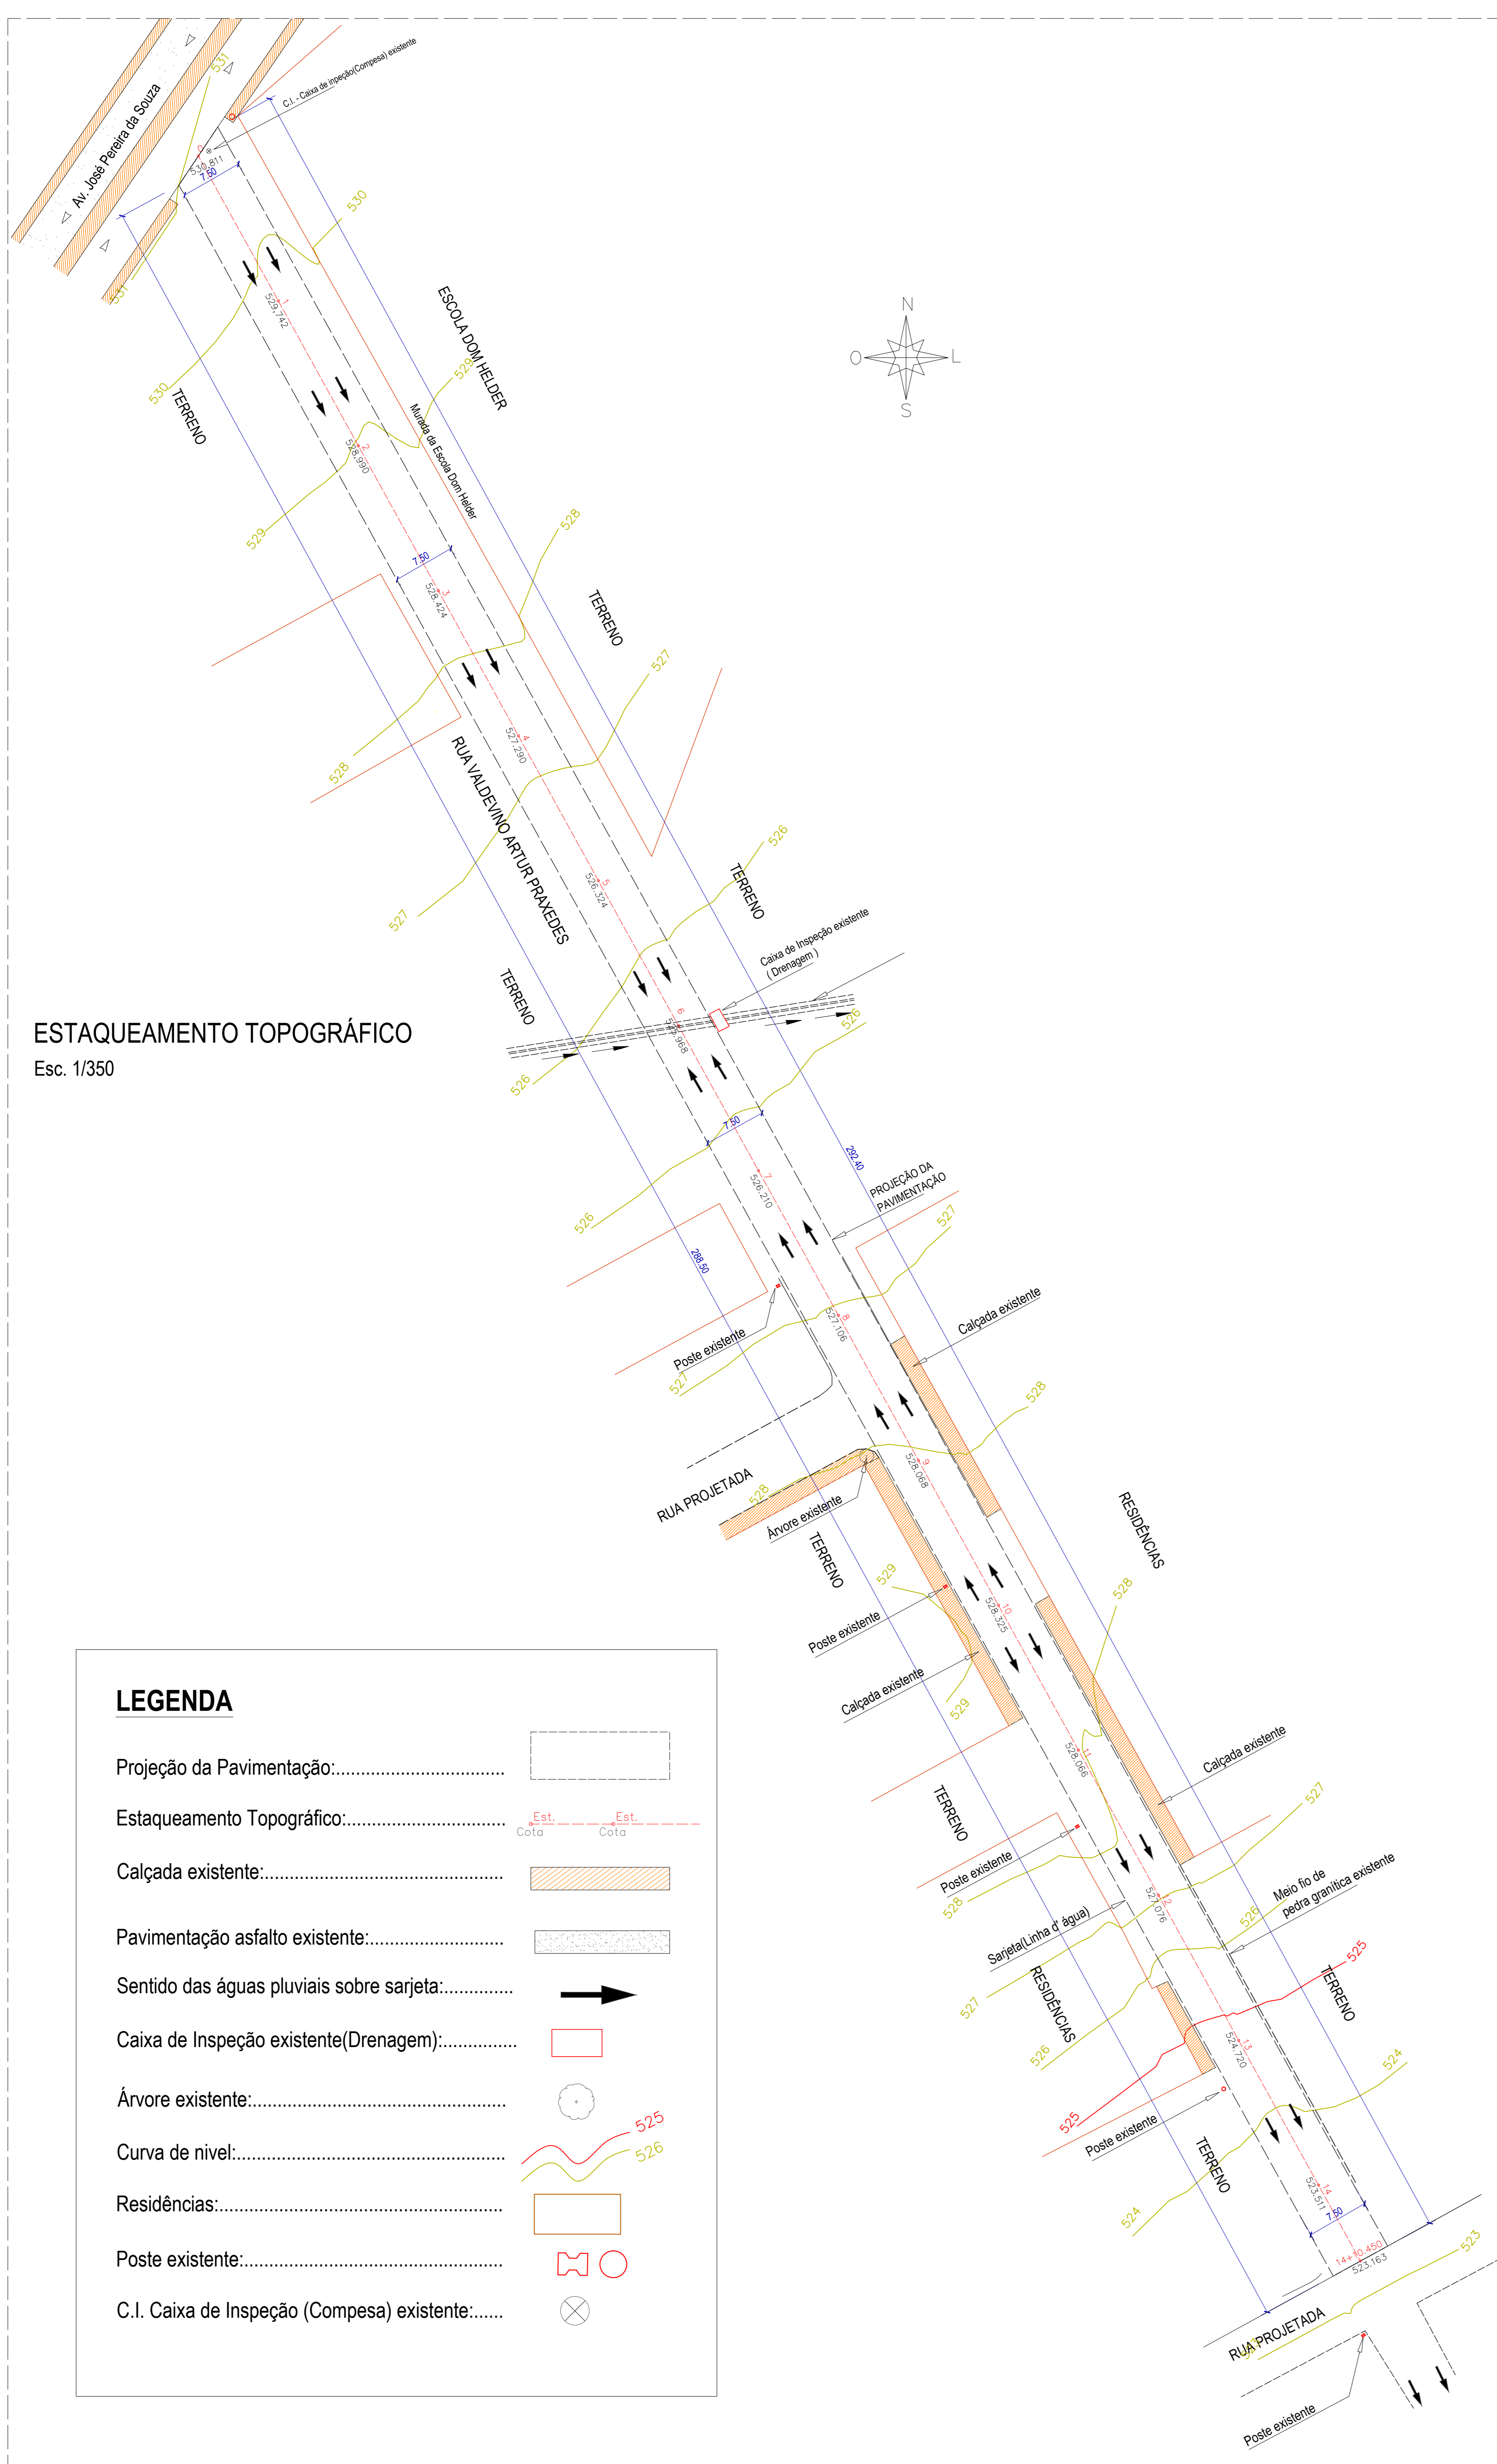 C.I. - Caixa de inpeção(Compesa) existente
531
Av. José Pereira da Souza
0
530.811
7.50
530
531
1
529.742
ESCOLA DOM HELDER
N
O
L
S
529
530
TERRENO
Murada da Escola Dom Helder
2
528.990
528
529
7.50
3
528.424
TERRENO
527
528
4
527.290
RUA VALDEVINO ARTUR PRAXEDES
526
5
526.324
TERRENO
527
Caixa de Inspeção existente
( Drenagem )
TERRENO
6
525.968
526
ESTAQUEAMENTO TOPOGRÁFICO
Esc. 1/350
526
7.50
292.40
7
526.210
PROJEÇÃO DA
PAVIMENTAÇÃO
526
527
288.50
8
527.106
Calçada existente
Poste existente
527
528
9
528.068
RUA PROJETADA
528
Árvore existente
RESIDÊNCIAS
TERRENO
529
528
10
528.325
Poste existente
Calçada existente
529
11
528.066
Calçada existente
TERRENO
527
Poste existente
528
12
527.076
Meio fio de
pedra granítica existente
526
Sarjeta(Linha d' água)
525
527
RESIDÊNCIAS
TERRENO
13
524.720
526
524
525
Poste existente
TERRENO
14
523.511
7.50
524
14+10.450
523.163
523
RUA PROJETADA
523
Poste existente
LEGENDA
Projeção da Pavimentação:..................................
Estaqueamento Topográfico:................................ Est. Est.
Cota Cota
Calçada existente:................................................
Pavimentação asfalto existente:...........................
Sentido das águas pluviais sobre sarjeta:..............
Caixa de Inspeção existente(Drenagem):...............
Árvore existente:...................................................
525
Curva de nivel:...................................................... 526
Residências:.........................................................
Poste existente:....................................................
C.I. Caixa de Inspeção (Compesa) existente:......